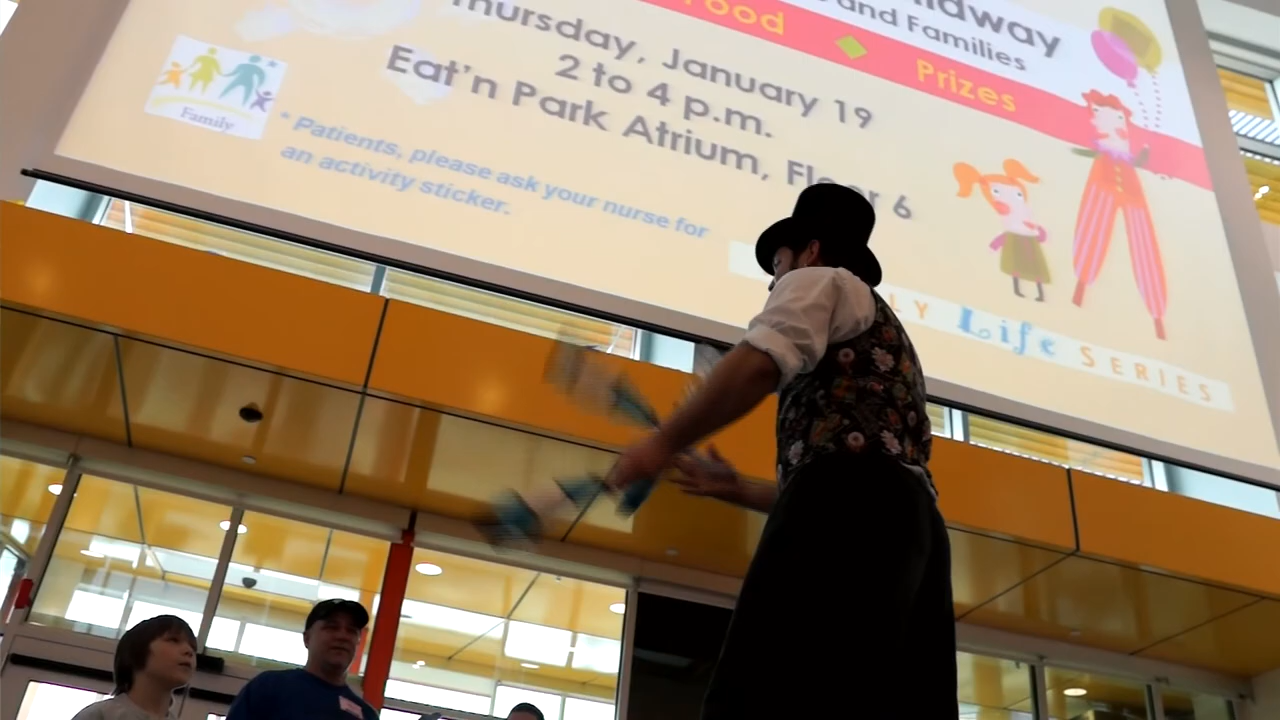 and Families
Food ◆ Prizes
Thursday, January 19
2 to 4 p.m.
Eat'n Park Atrium, Floor 6
* Patients, please ask your nurse for
an activity sticker.
Family
Life SERIES